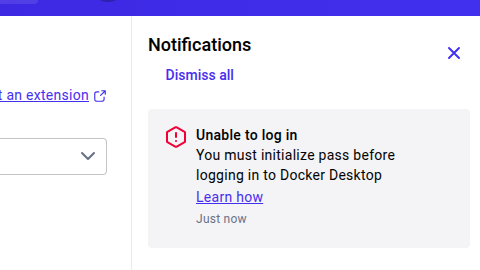 Notifications
Dismiss all
t an extension
Unable to log in
You must initialize pass before
logging in to Docker Desktop
Learn how
Just now